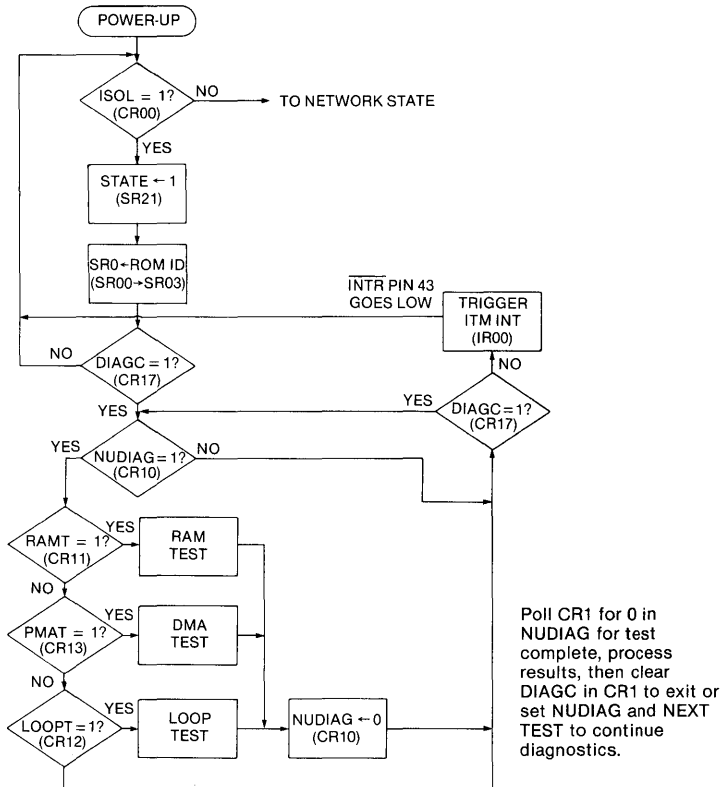 POWER-UP
ISOL = 1?
(CR00)
NO
TO NETWORK STATE
YES
STATE ← 1
(SR21)
SR0←ROM ID
(SR00→SR03)
INTR PIN 43
GOES LOW
TRIGGER
ITM INT
(IR00)
NO
DIAGC = 1?
(CR17)
NO
YES
DIAGC = 1?
(CR17)
YES
YES
NUDIAG = 1?
(CR10)
NO
RAMT = 1?
(CR11)
YES
RAM
TEST
NO
PMAT = 1?
(CR13)
YES
DMA
TEST
NO
LOOPT = 1?
(CR12)
YES
LOOP
TEST
NUDIAG ← 0
(CR10)
Poll CR1 for 0 in
NUDIAG for test
complete, process
results, then clear
DIAGC in CR1 to exit or
set NUDIAG and NEXT
TEST to continue
diagnostics.